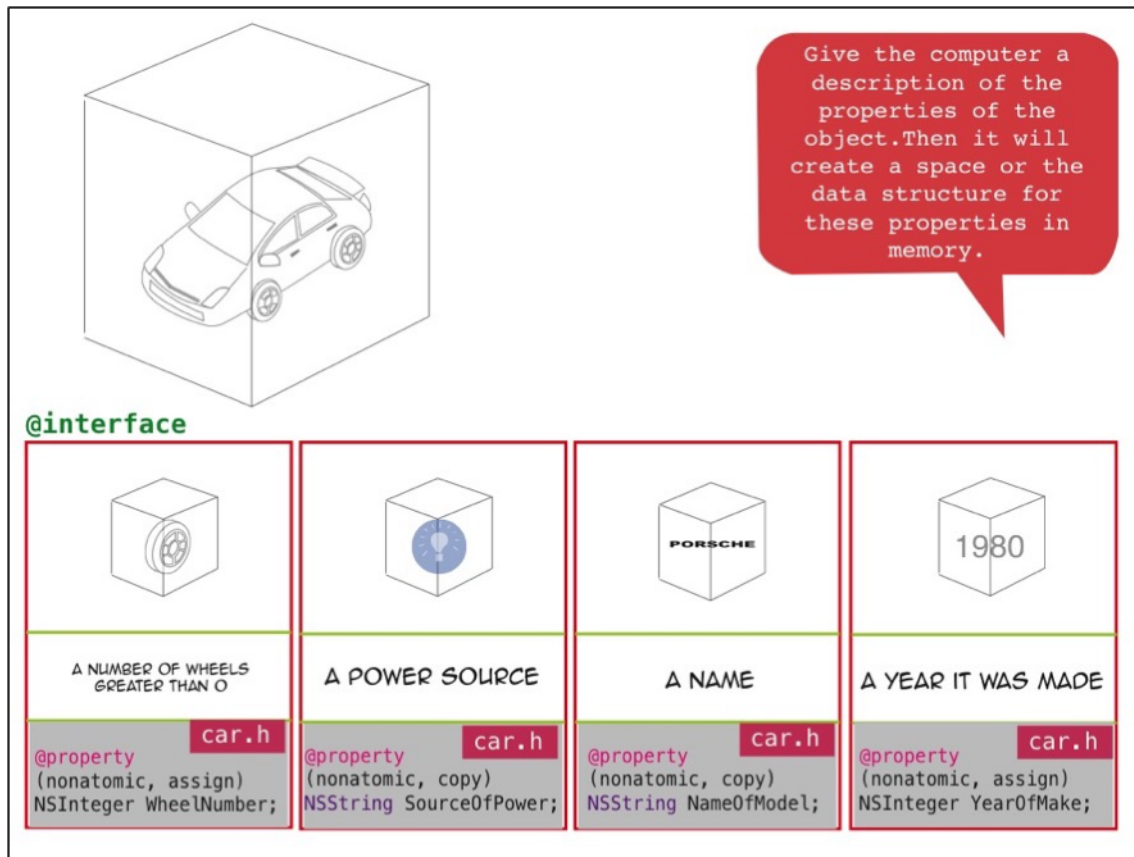 Give the computer a
description of the
properties of the
object.Then it will
create a space or the
data structure for
these properties in
memory.
@interface
PORSCHE
1980
A NUMBER OF WHEELS
GREATER THAN 0
A POWER SOURCE
A NAME
A YEAR IT WAS MADE
car.h
@property
(nonatomic, assign)
NSInteger WheelNumber;
car.h
@property
(nonatomic, copy)
NSString SourceOfPower;
car.h
@property
(nonatomic, copy)
NSString NameOfModel;
car.h
@property
(nonatomic, assign)
NSInteger YearOfMake;